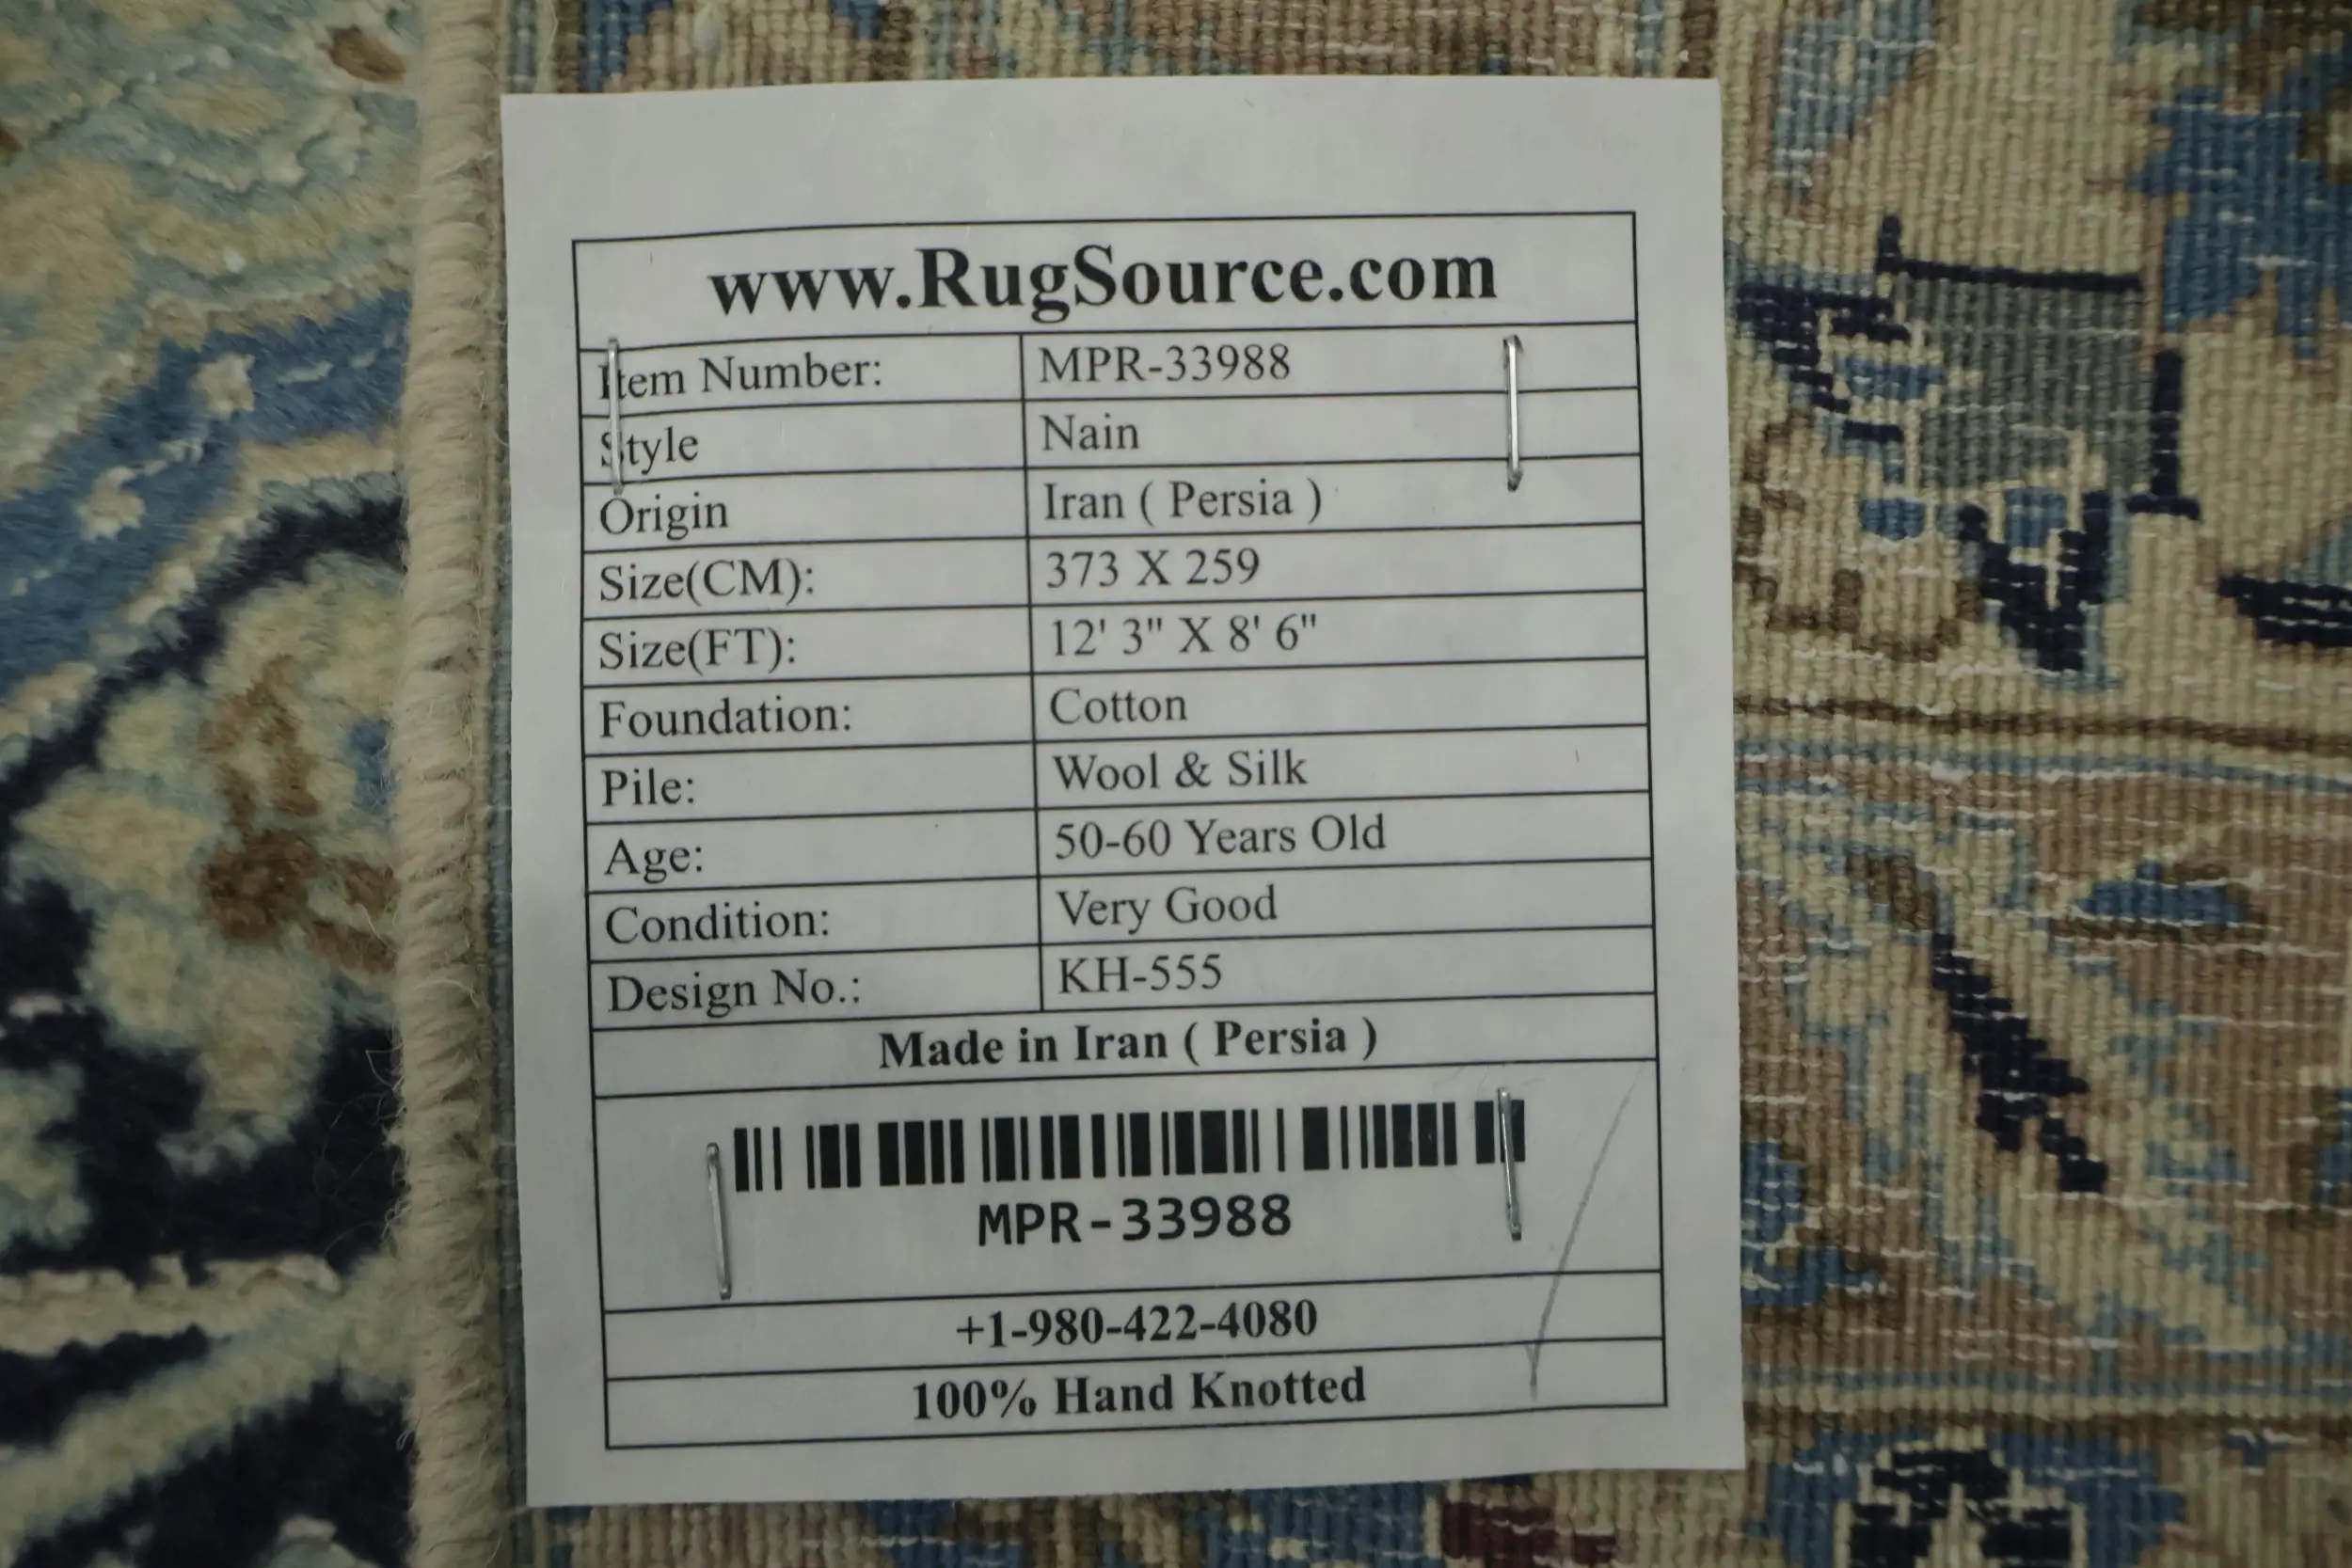 www.RugSource.com
Item Number: MPR-33988
Style Nain
Origin Iran ( Persia )
Size(CM): 373 X 259
Size(FT): 12' 3" X 8' 6"
Foundation: Cotton
Pile: Wool & Silk
Age: 50-60 Years Old
Condition: Very Good
Design No.: KH-555
Made in Iran ( Persia )
MPR-33988
+1-980-422-4080
100% Hand Knotted